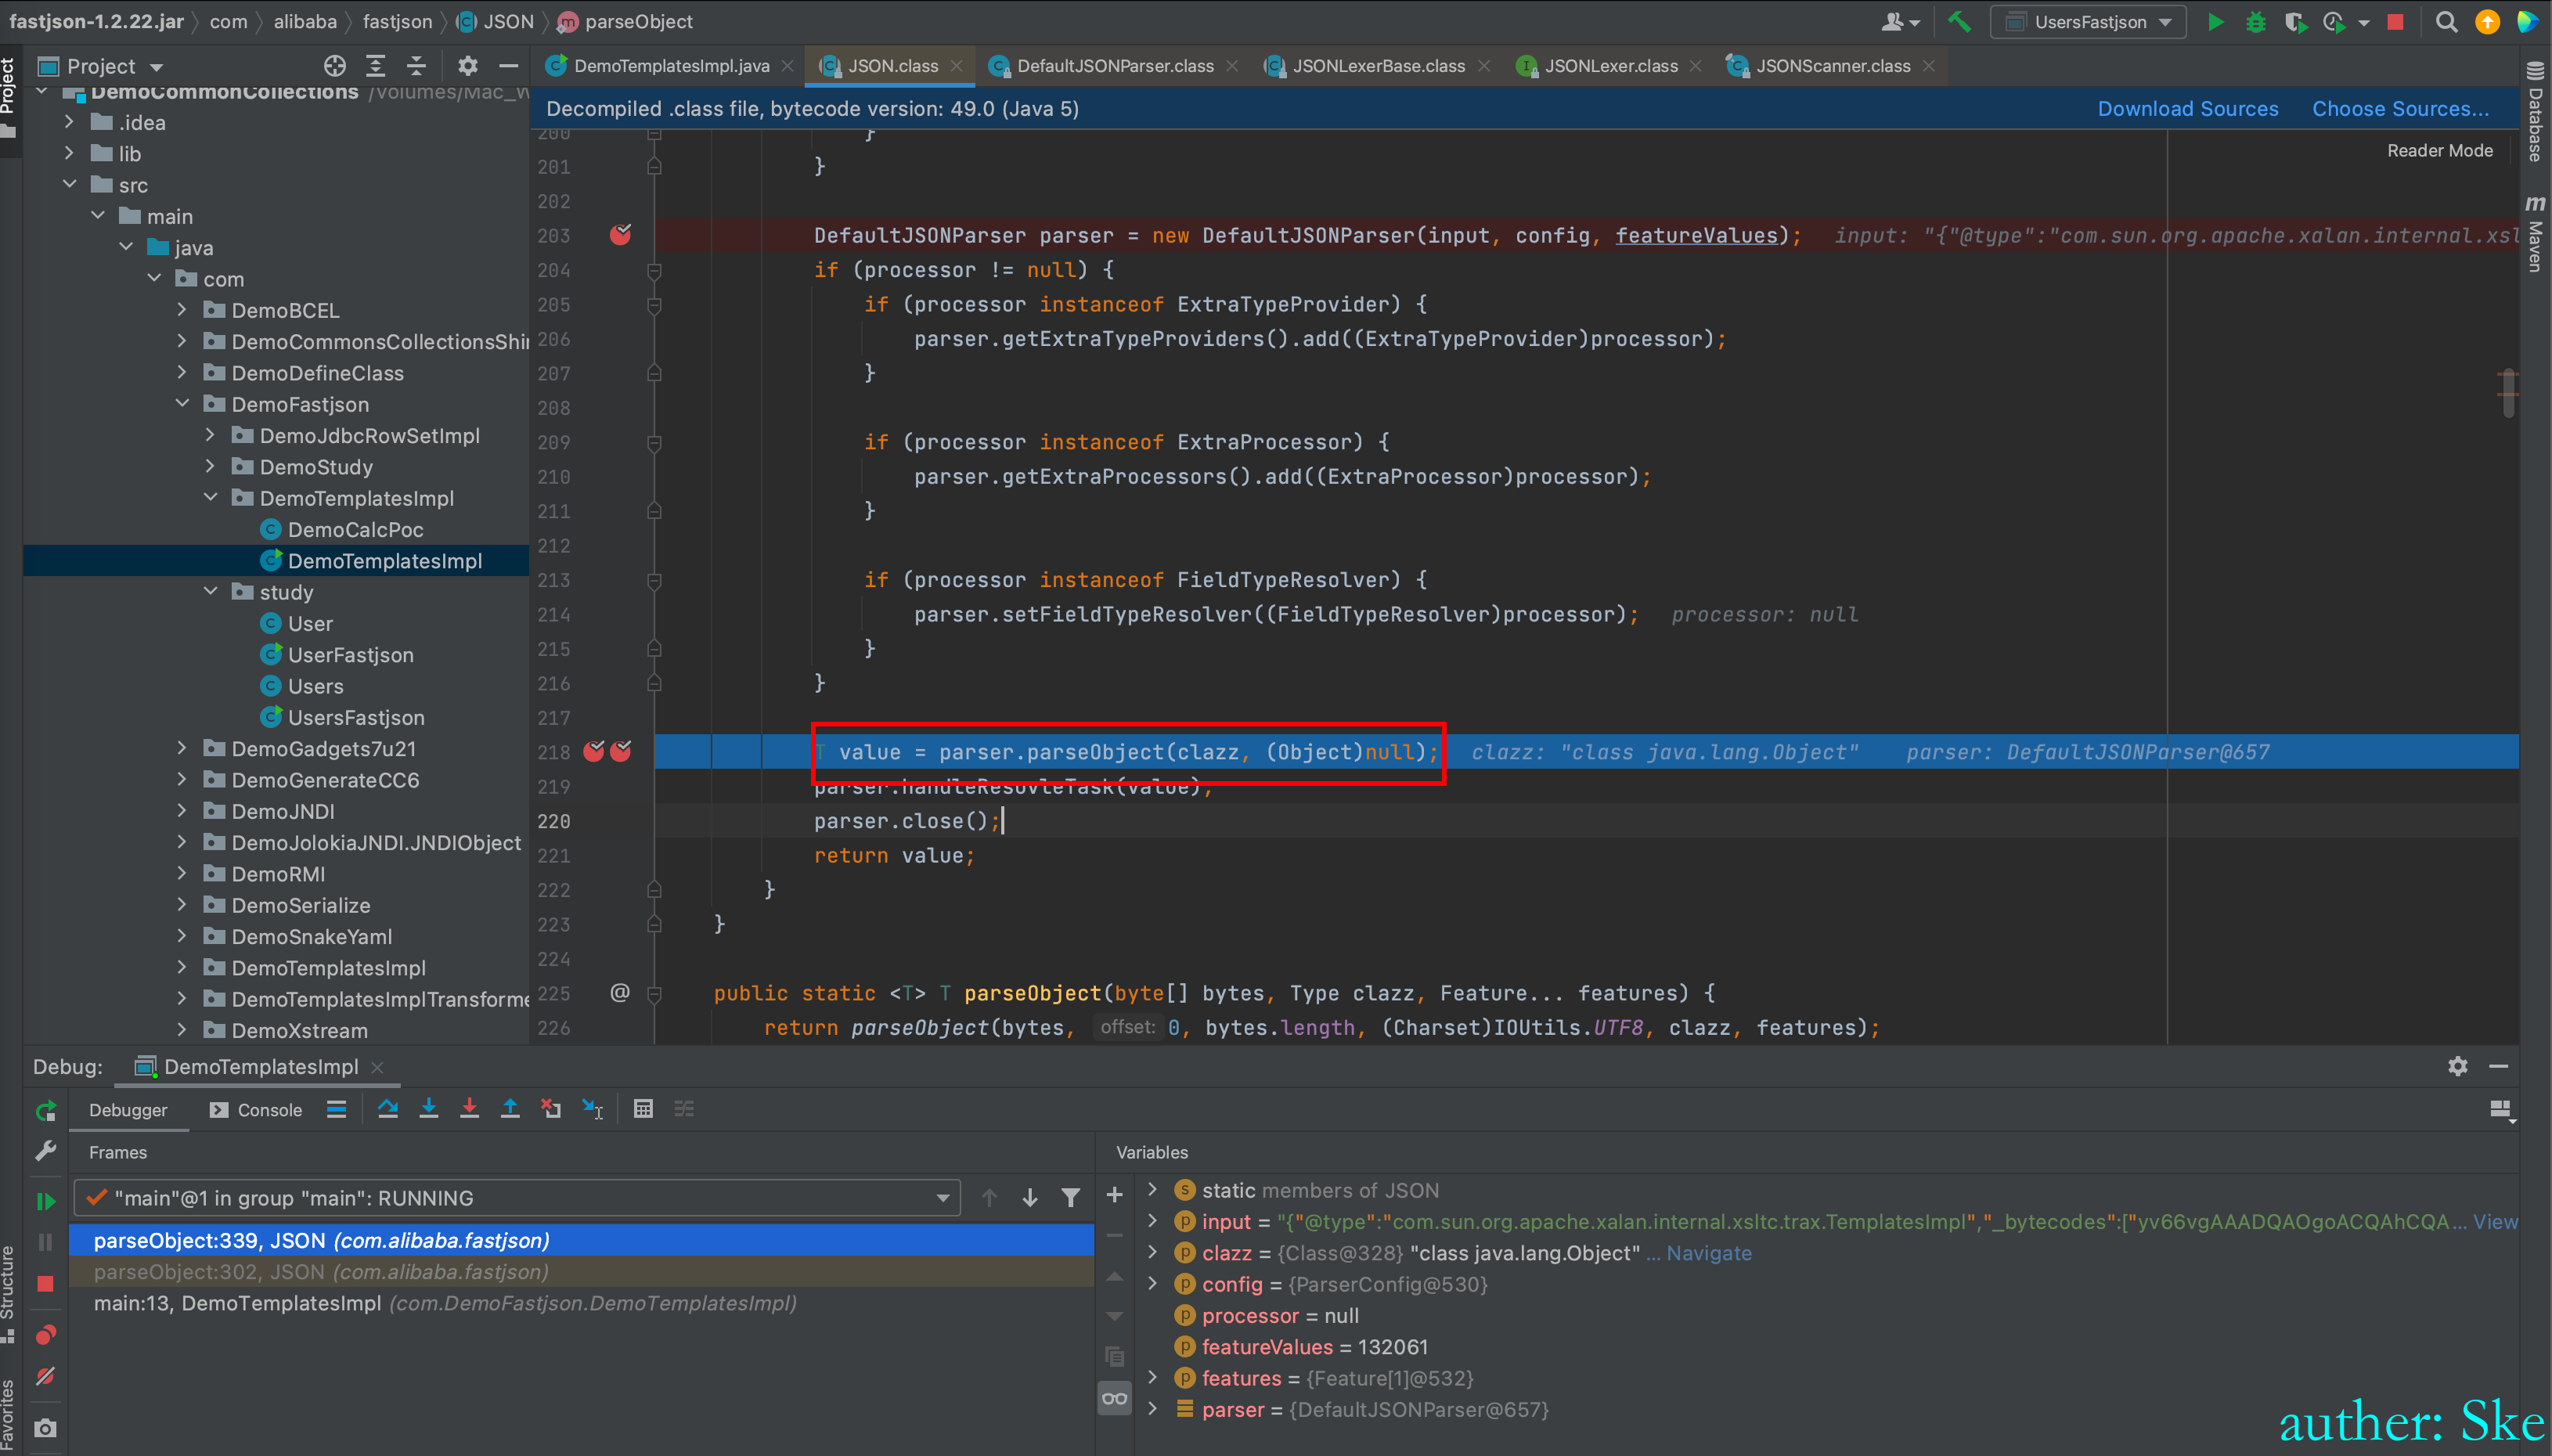 fastjson-1.2.22.jar com alibaba fastjson JSON parseObject
UsersFastjson
Project
DemoTemplatesImpl.java JSON.class DefaultJSONParser.class JSONLexerBase.class JSONLexer.class JSONScanner.class
Project
DemoCommonCollections /Volumes/Mac_W
.idea
lib
src
main
java
com
DemoBCEL
DemoCommonsCollectionsShir
DemoDefineClass
DemoFastjson
DemoJdbcRowSetImpl
DemoStudy
DemoTemplatesImpl
DemoCalcPoc
DemoTemplatesImpl
study
User
UserFastjson
Users
UsersFastjson
DemoGadgets7u21
DemoGenerateCC6
DemoJNDI
DemoJolokiaJNDI.JNDIObject
DemoRMI
DemoSerialize
DemoSnakeYaml
DemoTemplatesImpl
DemoTemplatesImplTransforme
DemoXstream
Decompiled .class file, bytecode version: 49.0 (Java 5) Download Sources Choose Sources...
Reader Mode
Database
Maven
200 }
201 }
202
203 DefaultJSONParser parser = new DefaultJSONParser(input, config, featureValues); input: "{"@type":"com.sun.org.apache.xalan.internal.xsl
204 if (processor != null) {
205 if (processor instanceof ExtraTypeProvider) {
206 parser.getExtraTypeProviders().add((ExtraTypeProvider)processor);
207 }
208
209 if (processor instanceof ExtraProcessor) {
210 parser.getExtraProcessors().add((ExtraProcessor)processor);
211 }
212
213 if (processor instanceof FieldTypeResolver) {
214 parser.setFieldTypeResolver((FieldTypeResolver)processor); processor: null
215 }
216 }
217
218 T value = parser.parseObject(clazz, (Object)null); clazz: "class java.lang.Object" parser: DefaultJSONParser@657
219 parser.handleResovleTask(value);
220 parser.close();
221 return value;
222 }
223 }
224
225 @ public static <T> T parseObject(byte[] bytes, Type clazz, Feature... features) {
226 return parseObject(bytes, offset: 0, bytes.length, (Charset)IOUtils.UTF8, clazz, features);
Debug: DemoTemplatesImpl
Debugger Console
Frames
"main"@1 in group "main": RUNNING
parseObject:339, JSON (com.alibaba.fastjson)
parseObject:302, JSON (com.alibaba.fastjson)
main:13, DemoTemplatesImpl (com.DemoFastjson.DemoTemplatesImpl)
Variables
static members of JSON
input = "{"@type":"com.sun.org.apache.xalan.internal.xsltc.trax.TemplatesImpl","_bytecodes":["yv66vgAAADQAOgoACQAhCQA... View
clazz = {Class@328} "class java.lang.Object" ... Navigate
config = {ParserConfig@530}
processor = null
featureValues = 132061
features = {Feature[1]@532}
parser = {DefaultJSONParser@657}
Structure
Favorites
auther: Ske